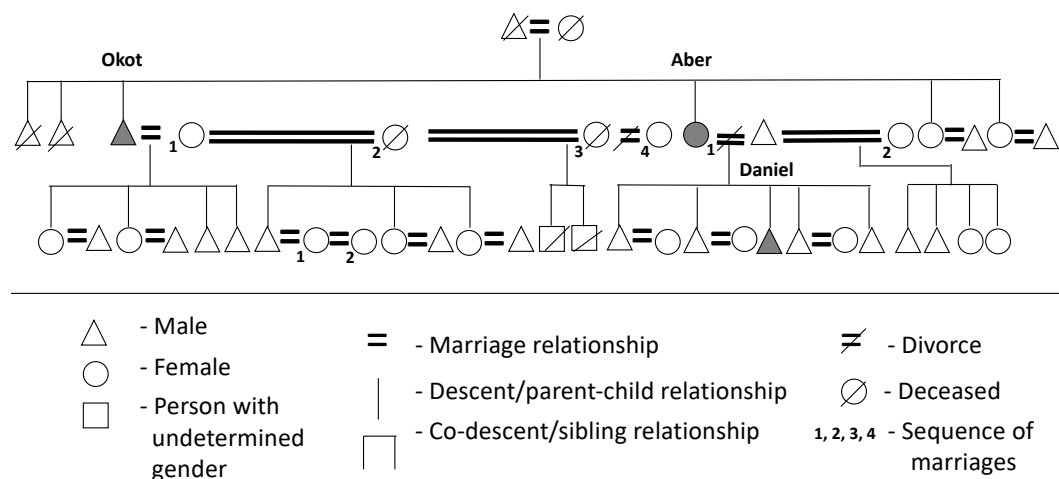 Okot
Aber
1
2
3
4
1
2
Daniel
1
2
- Male
- Female
- Person with
undetermined
gender
- Marriage relationship
- Descent/parent-child relationship
- Co-descent/sibling relationship
- Divorce
- Deceased
1, 2, 3, 4 - Sequence of
marriages